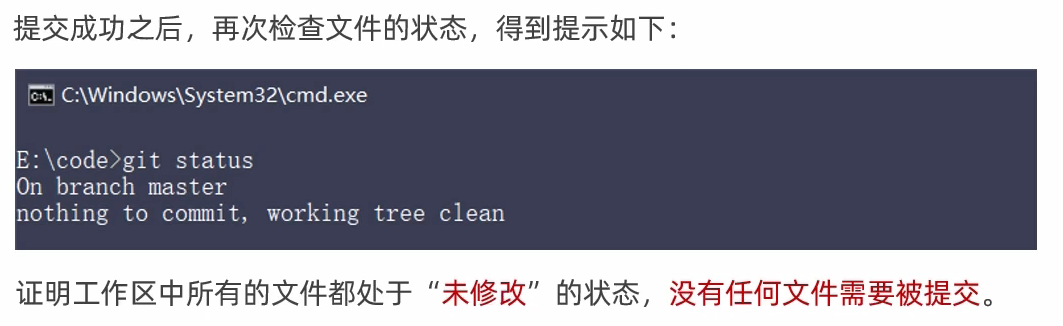 提交成功之后，再次检查文件的状态，得到提示如下：
C:\Windows\System32\cmd.exe
E:\code>git status
On branch master
nothing to commit, working tree clean
证明工作区中所有的文件都处于“未修改”的状态，没有任何文件需要被提交。